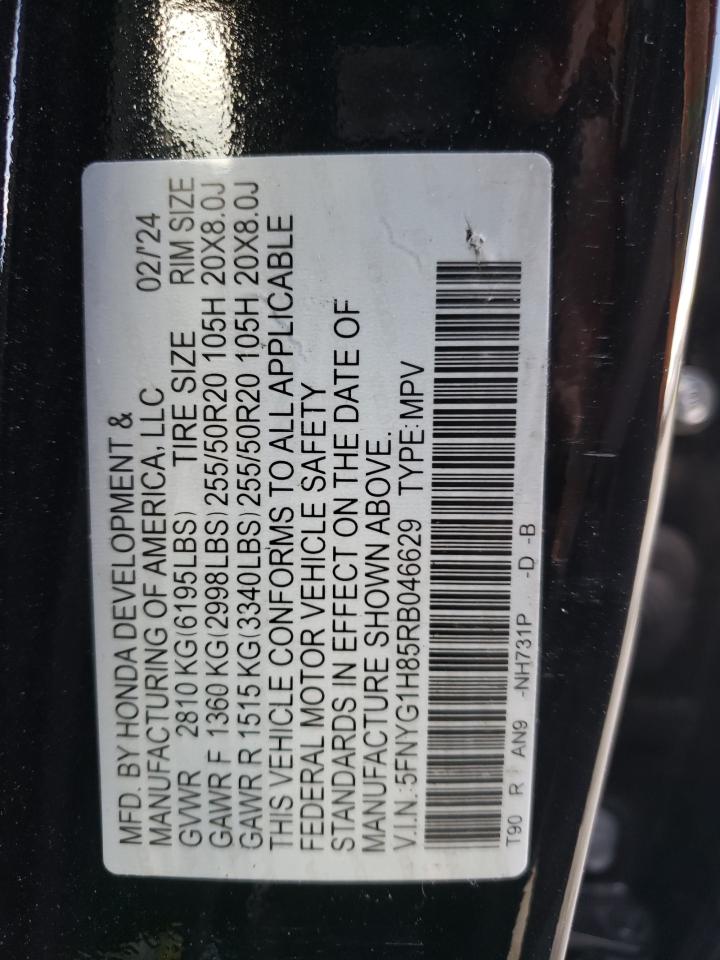 MFD. BY HONDA DEVELOPMENT &
MANUFACTURING OF AMERICA, LLC 02/'24
GVWR 2810 KG(6195LBS) TIRE SIZE RIM SIZE
GAWR F 1360 KG(2998LBS) 255/50R20 105H 20X8.0J
GAWR R 1515 KG(3340LBS) 255/50R20 105H 20X8.0J
THIS VEHICLE CONFORMS TO ALL APPLICABLE
FEDERAL MOTOR VEHICLE SAFETY
STANDARDS IN EFFECT ON THE DATE OF
MANUFACTURE SHOWN ABOVE.
V.I.N.:5FNYG1H85RB046629 TYPE:MPV
T90 R AN9 -NH731P -D -B